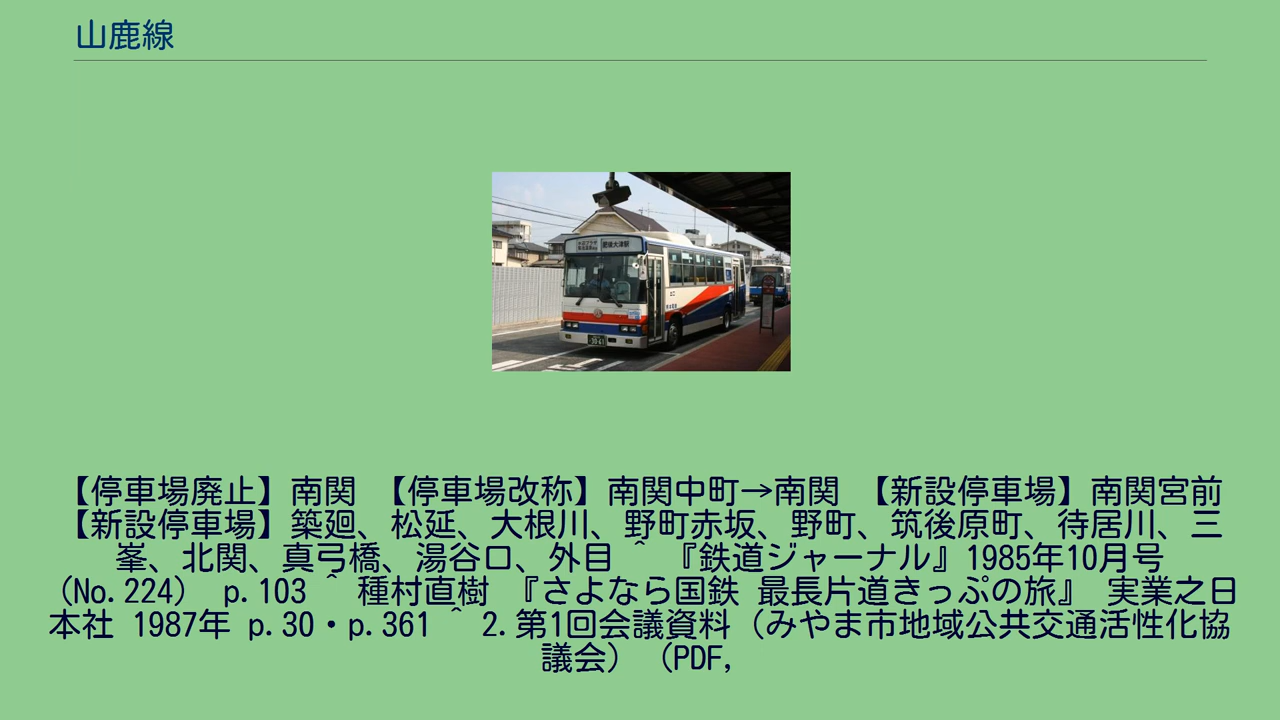 山鹿線
肥後大津駅
【停車場廃止】南関 【停車場改称】南関中町→南関 【新設停車場】南関宮前
【新設停車場】築廻、松延、大根川、野町赤坂、野町、筑後原町、待居川、三
峯、北関、真弓橋、湯谷口、外目 ^ 『鉄道ジャーナル』1985年10月号
（No.224） p.103 ^ 種村直樹 『さよなら国鉄 最長片道きっぷの旅』 実業之日
本社 1987年 p.30・p.361 ^ 2.第1回会議資料（みやま市地域公共交通活性化協
議会） （PDF,